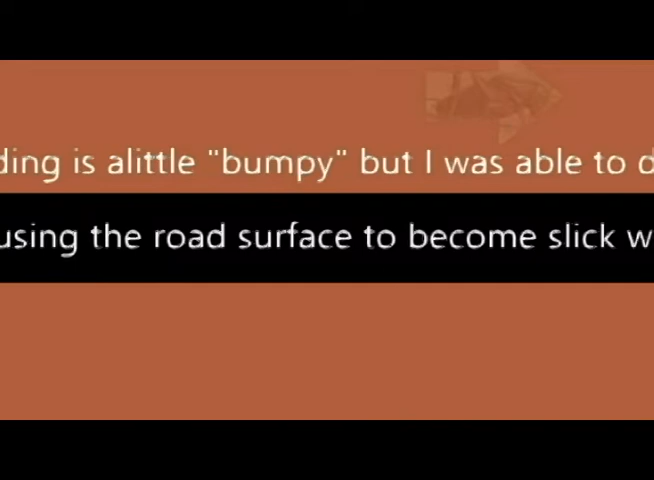 ding is alittle "bumpy" but I was able to d
using the road surface to become slick w